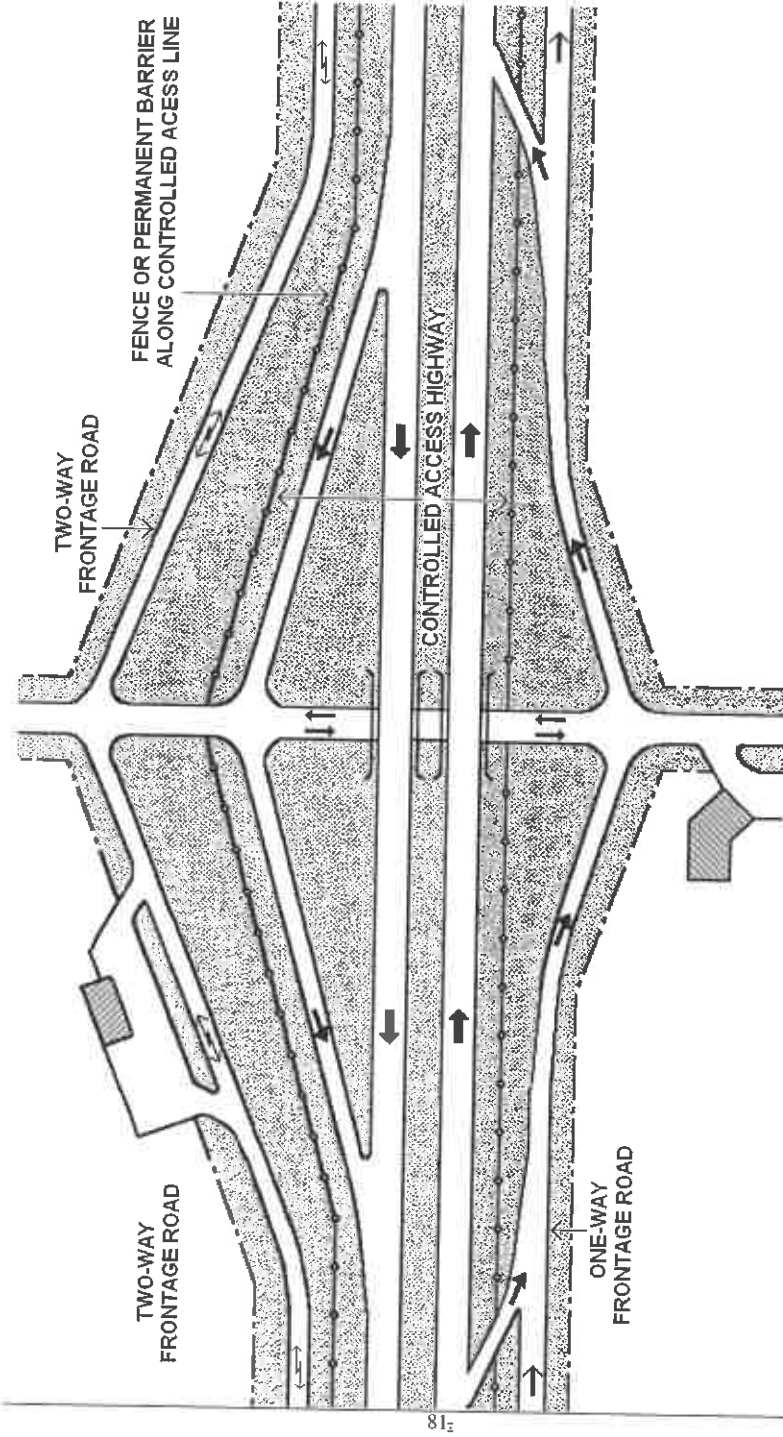 TWO-WAY
FRONTAGE ROAD
TWO-WAY
FRONTAGE ROAD
FENCE OR PERMANENT BARRIER
ALONG CONTROLLED ACESS LINE
CONTROLLED ACCESS HIGHWAY
ONE-WAY
FRONTAGE ROAD
81